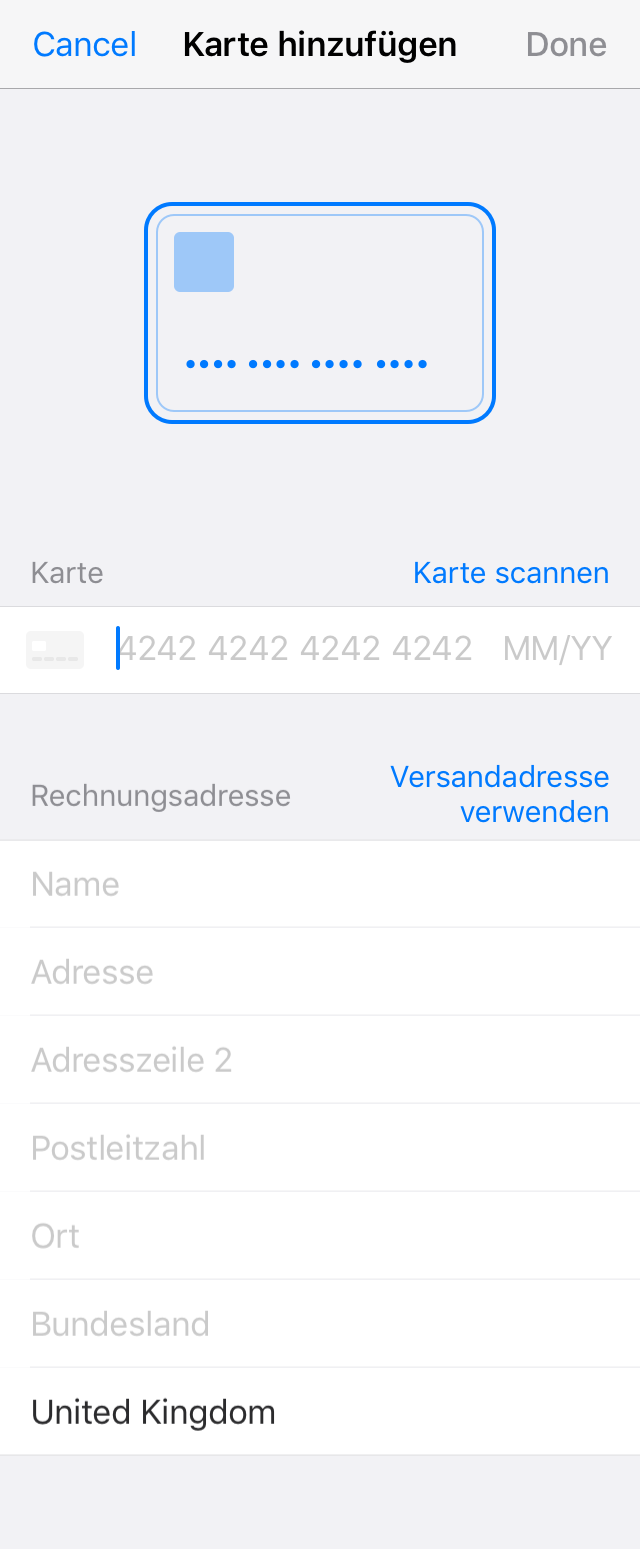 Cancel Karte hinzufügen Done
•••• •••• •••• ••••
Karte Karte scannen
4242 4242 4242 4242 MM/YY
Rechnungsadresse Versandadresse
verwenden
Name
Adresse
Adresszeile 2
Postleitzahl
Ort
Bundesland
United Kingdom